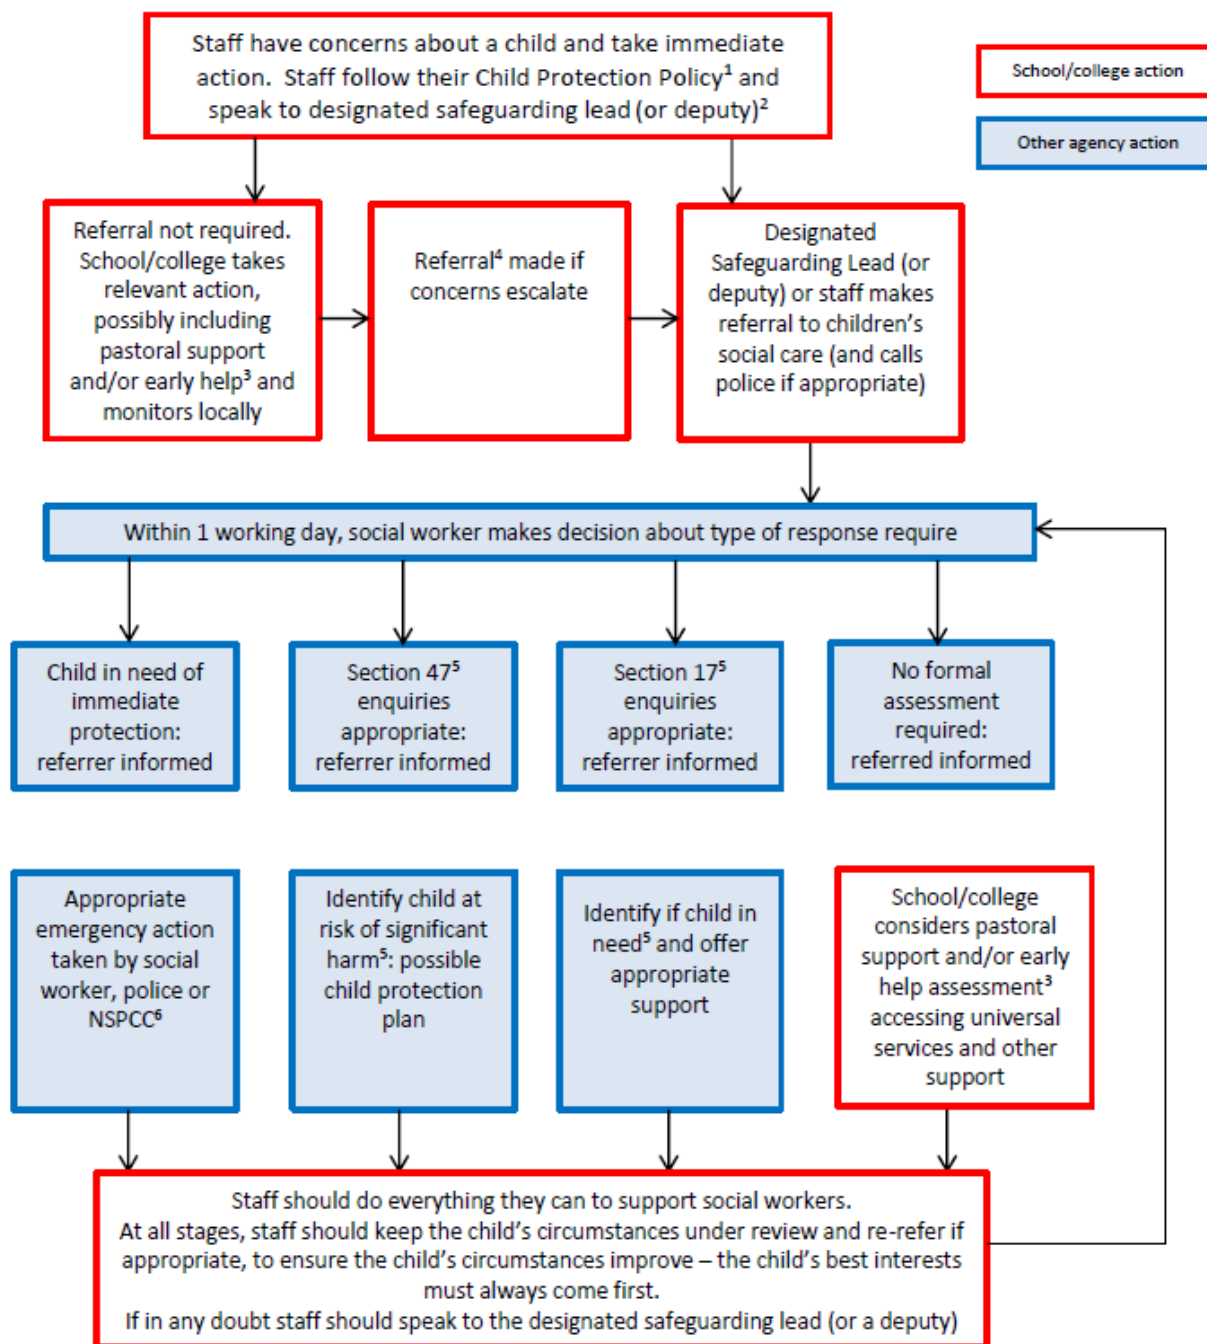 Staff have concerns about a child and take immediate
action.  Staff follow their Child Protection Policy¹ and
speak to designated safeguarding lead (or deputy)²
School/college action
Other agency action
Referral not required.
School/college takes
relevant action,
possibly including
pastoral support
and/or early help³ and
monitors locally
Referral⁴ made if
concerns escalate
Designated
Safeguarding Lead (or
deputy) or staff makes
referral to children’s
social care (and calls
police if appropriate)
Within 1 working day, social worker makes decision about type of response require
Child in need of
immediate
protection:
referrer informed
Section 47⁵
enquiries
appropriate:
referrer informed
Section 17⁵
enquiries
appropriate:
referrer informed
No formal
assessment
required:
referred informed
Appropriate
emergency action
taken by social
worker, police or
NSPCC⁶
Identify child at
risk of significant
harm⁵: possible
child protection
plan
Identify if child in
need⁵ and offer
appropriate
support
School/college
considers pastoral
support and/or early
help assessment³
accessing universal
services and other
support
Staff should do everything they can to support social workers.
At all stages, staff should keep the child’s circumstances under review and re-refer if
appropriate, to ensure the child’s circumstances improve – the child’s best interests
must always come first.
If in any doubt staff should speak to the designated safeguarding lead (or a deputy)